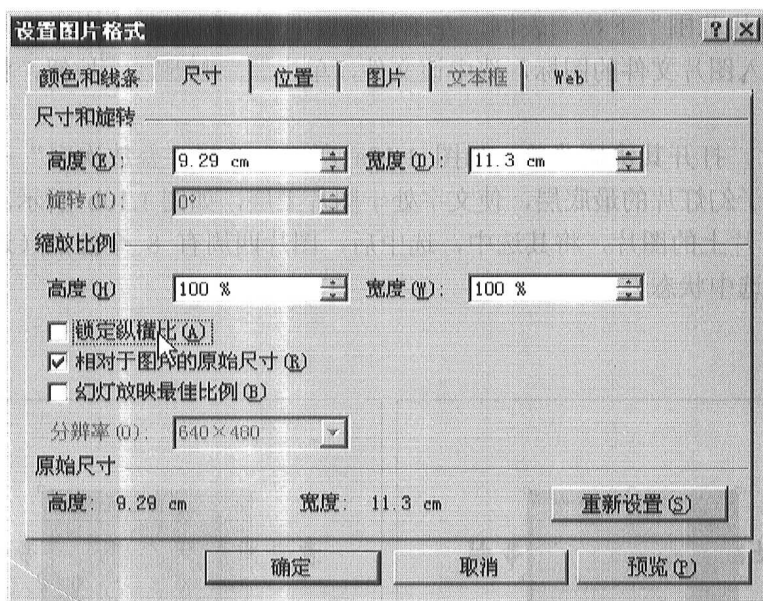 设置图片格式
颜色和线条 尺寸 位置 图片 文本框 Web
尺寸和旋转
高度(E): 9.29 cm 宽度(D): 11.3 cm
旋转(T): 0°
缩放比例
高度(H) 100 % 宽度(W): 100 %
锁定纵横比(A)
相对于图片的原始尺寸(R)
幻灯放映最佳比例(B)
分辨率(O): 640×480
原始尺寸
高度: 9.29 cm 宽度: 11.3 cm 重新设置(S)
确定 取消 预览(P)